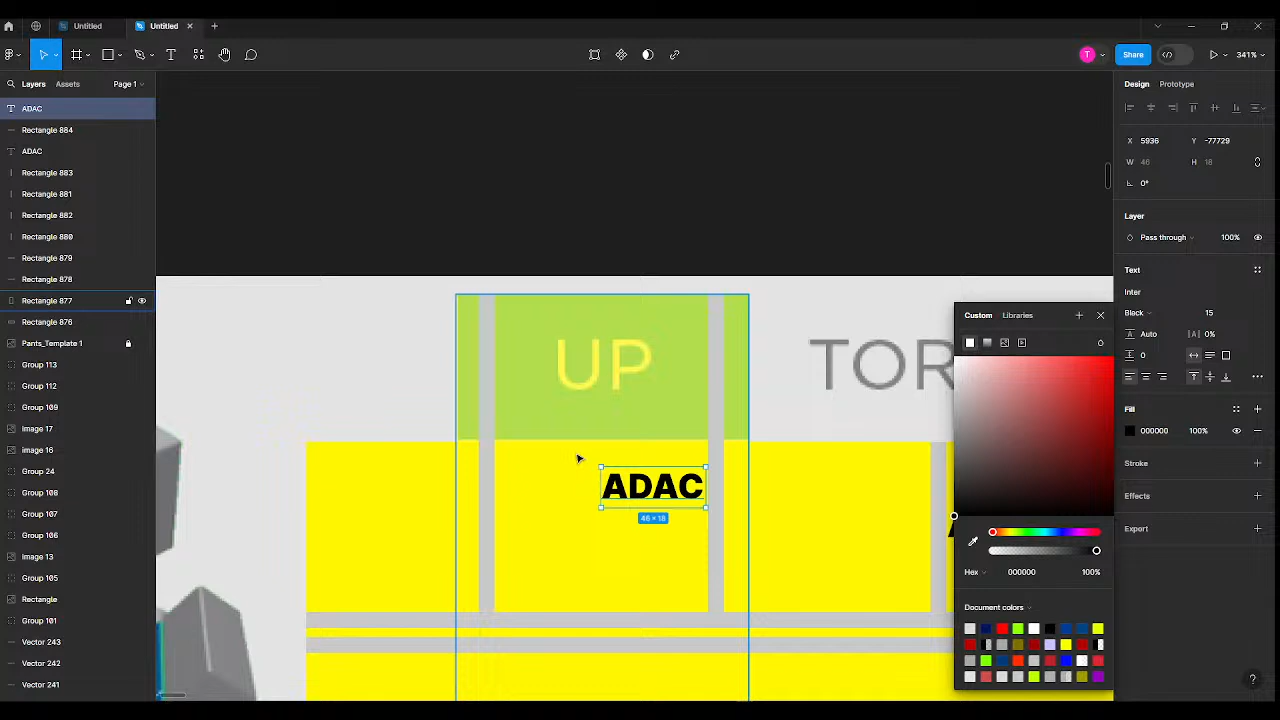 Untitled
Untitled
T
Share
341%
Layers
Assets
Page 1
ADAC
Rectangle 884
ADAC
Rectangle 883
Rectangle 881
Rectangle 882
Rectangle 880
Rectangle 879
Rectangle 878
Rectangle 877
Rectangle 876
Pants_Template 1
Group 113
Group 112
Group 109
Image 17
image 16
Group 24
Group 108
Group 107
Group 106
Image 13
Group 105
Rectangle
Group 101
Vector 243
Vector 242
Vector 241
UP
TOR
ADAC
46 × 18
Design
Prototype
X 5936
Y -77729
W 46
H 18
0°
Layer
Pass through
100%
Text
Inter
Black
15
Auto
0%
0
Fill
000000
100%
Stroke
Effects
Export
Custom
Libraries
Hex
000000
100%
Document colors
?